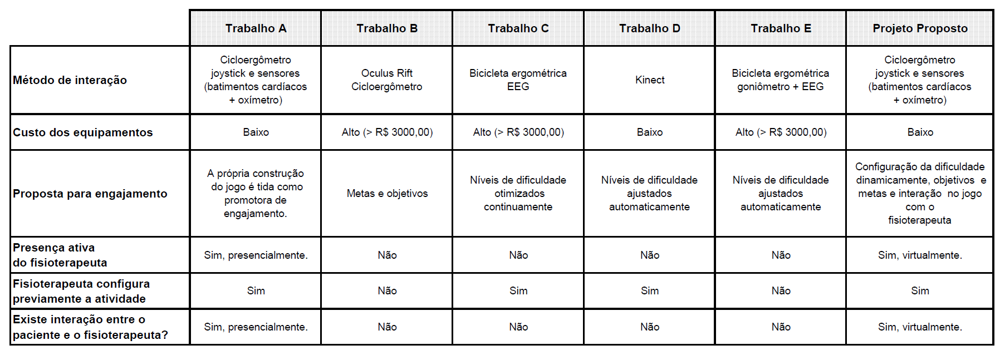 Trabalho A Trabalho B Trabalho C Trabalho D Trabalho E Projeto Proposto
Método de interação
Cicloergômetro
joystick e sensores
(batimentos cardíacos
+ oxímetro)
Oculus Rift
Cicloergômetro
Bicicleta ergométrica
EEG
Kinect
Bicicleta ergométrica
goniômetro + EEG
Cicloergômetro
joystick e sensores
(batimentos cardíacos
+ oxímetro)
Custo dos equipamentos
Baixo
Alto (> R$ 3000,00)
Alto (> R$ 3000,00)
Baixo
Alto (> R$ 3000,00)
Baixo
Proposta para engajamento
A própria construção
do jogo é tida como
promotora de
engajamento.
Metas e objetivos
Níveis de dificuldade
otimizados
continuamente
Níveis de dificuldade
ajustados
automaticamente
Níveis de dificuldade
ajustados
automaticamente
Configuração da dificuldade
dinamicamente, objetivos e
metas e interação no jogo
com o
fisioterapeuta
Presença ativa
do fisioterapeuta
Sim, presencialmente.
Não
Não
Não
Não
Sim, virtualmente.
Fisioterapeuta configura
previamente a atividade
Sim
Não
Sim
Sim
Não
Sim
Existe interação entre o
paciente e o fisioterapeuta?
Sim, presencialmente.
Não
Não
Não
Não
Sim, virtualmente.